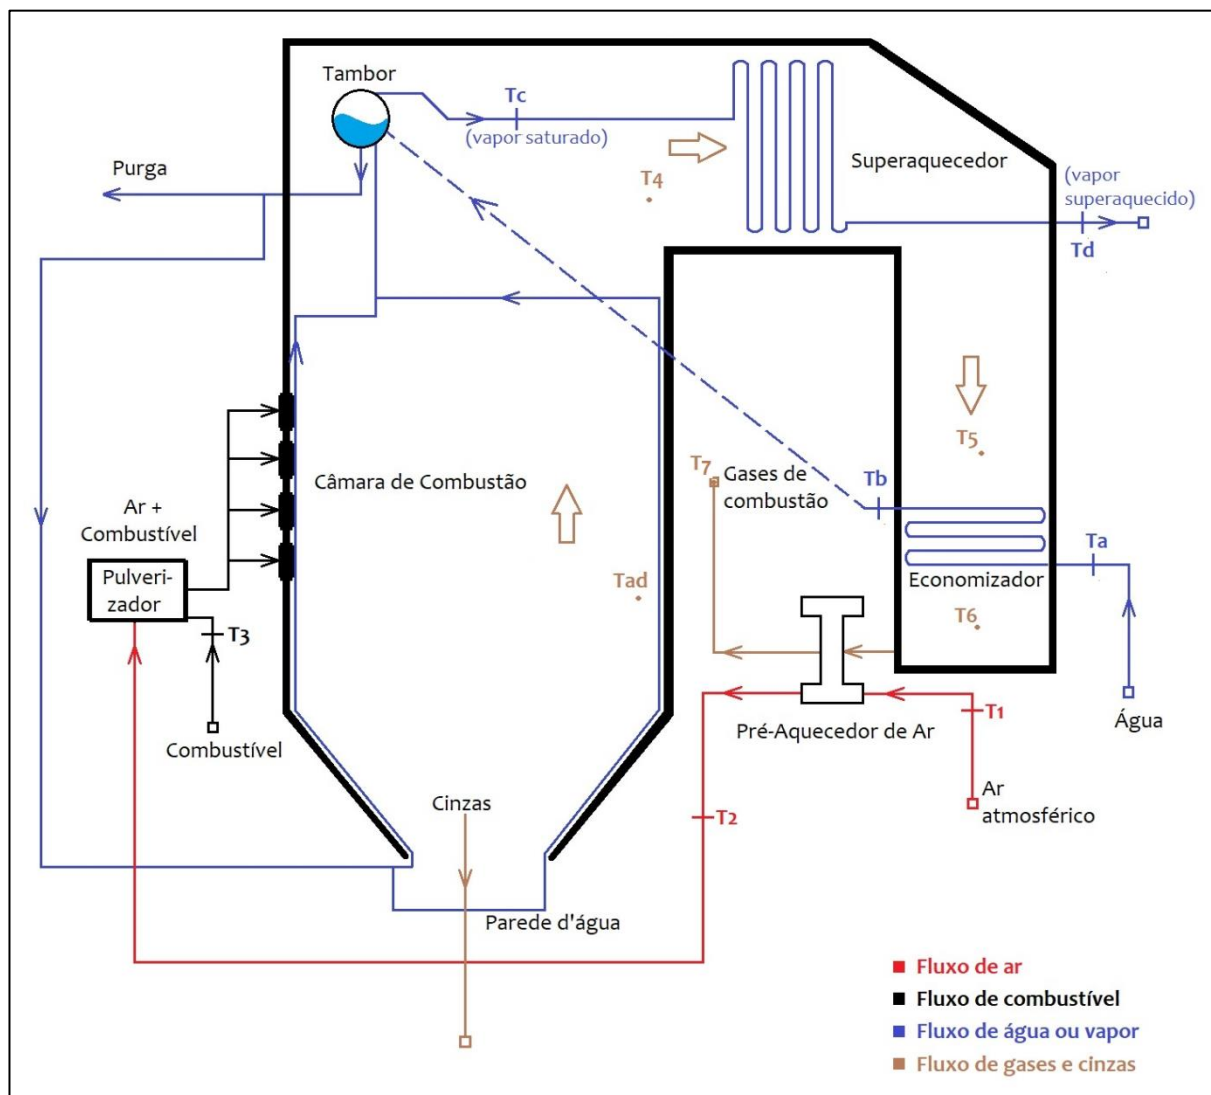 Tambor
Tc
(vapor saturado)
Purga
T4
Superaquecedor
(vapor
superaquecido)
Td
T5
T7
Gases de
combustão
Tb
Ta
Câmara de Combustão
Ar +
Combustível
Pulveri-
zador
Economizador
Tad
T6
T3
Combustível
Pré-Aquecedor de Ar
T1
Água
Cinzas
T2
Ar
atmosférico
Parede d'água
Fluxo de ar
Fluxo de combustível
Fluxo de água ou vapor
Fluxo de gases e cinzas